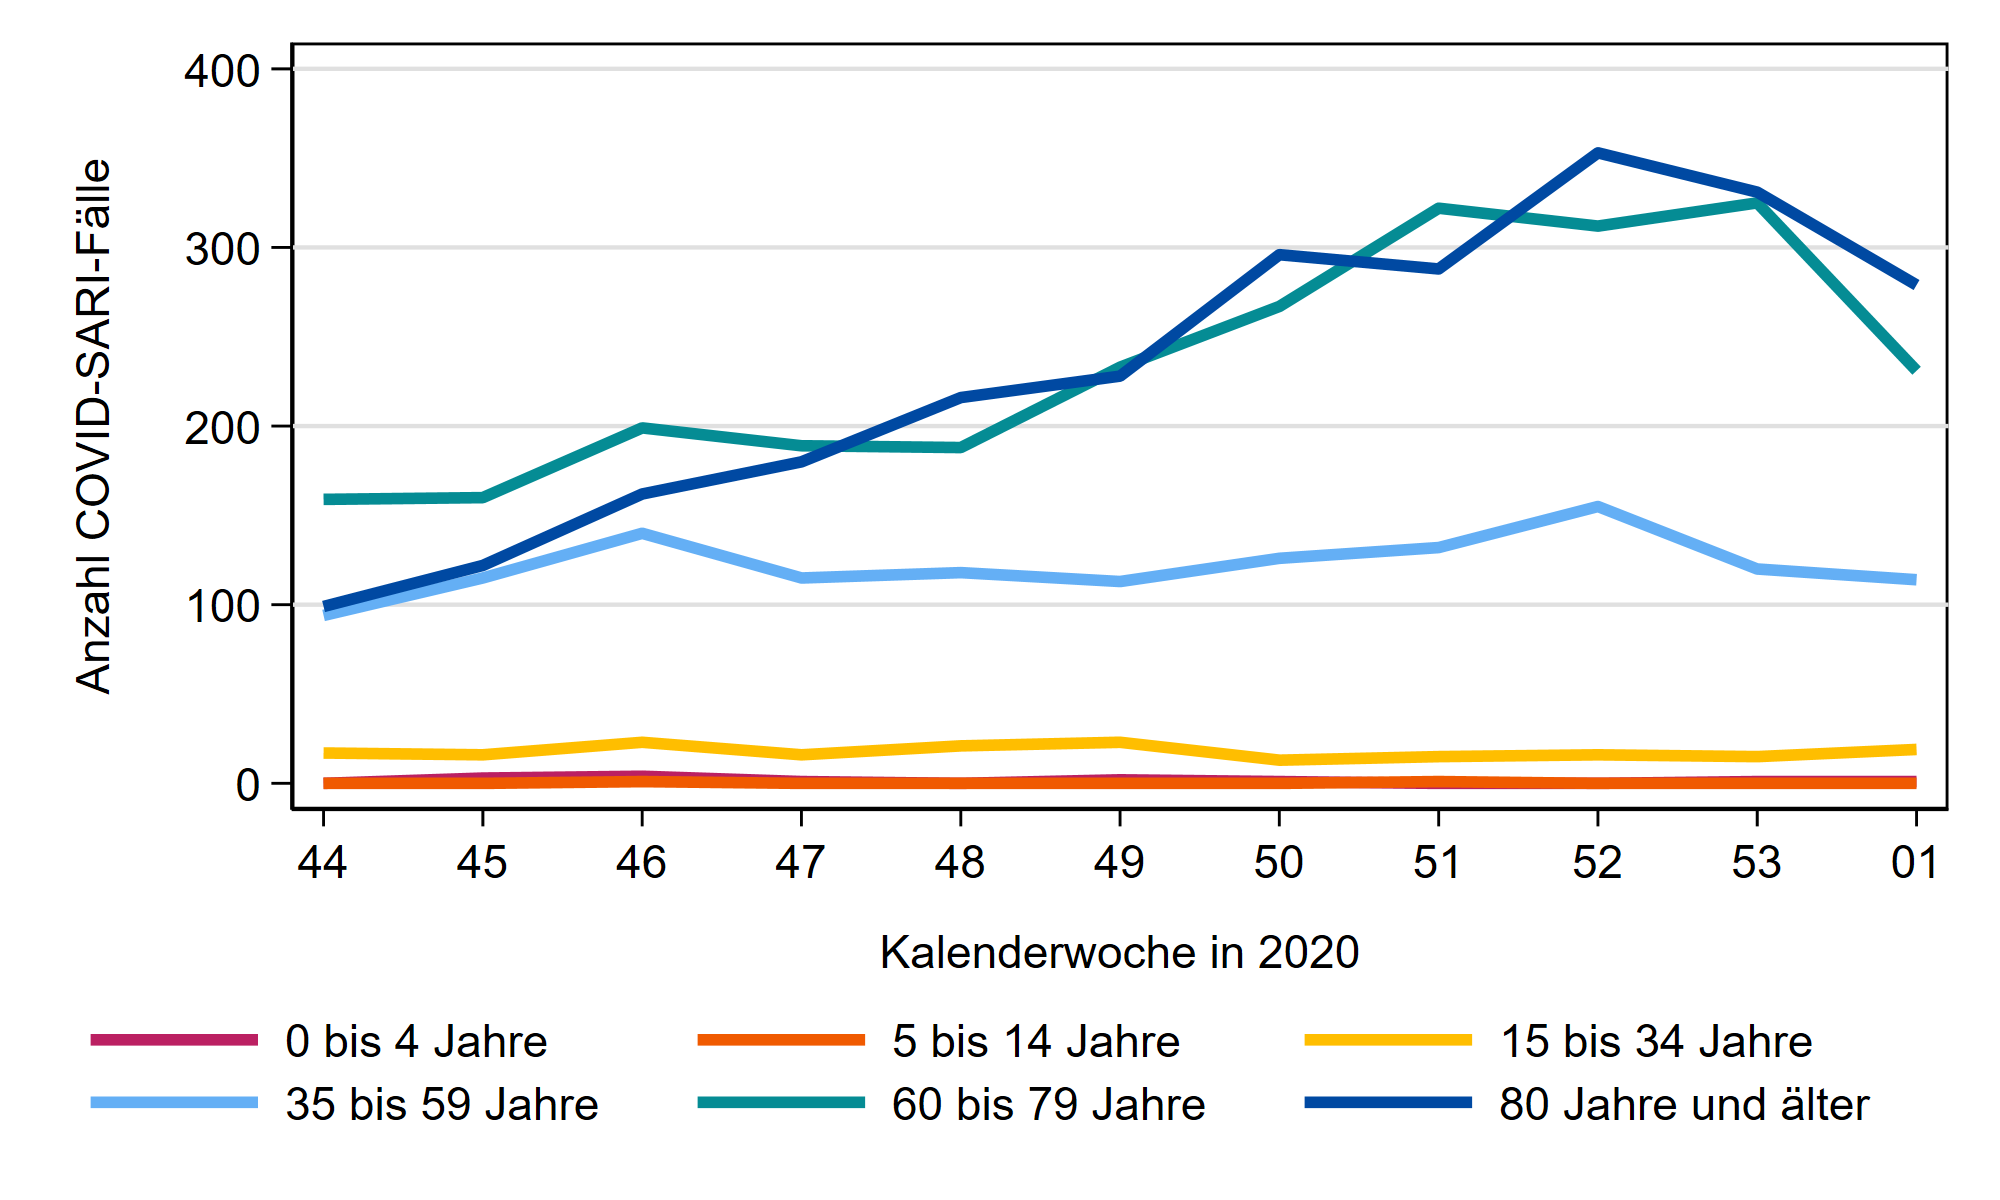 Anzahl COVID-SARI-Fälle
400
300
200
100
0
44 45 46 47 48 49 50 51 52 53 01
Kalenderwoche in 2020
0 bis 4 Jahre 5 bis 14 Jahre 15 bis 34 Jahre
35 bis 59 Jahre 60 bis 79 Jahre 80 Jahre und älter